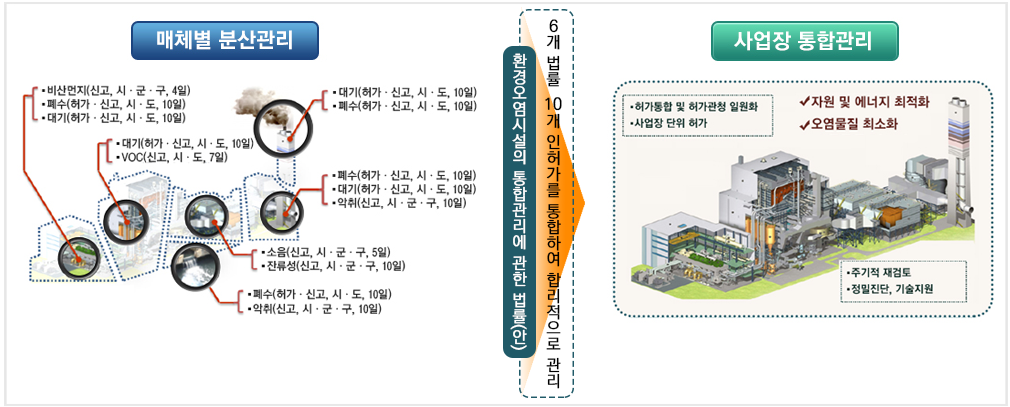 매체별 분산관리
▪ 비산먼지(신고, 시 · 군 · 구, 4일)
▪ 폐수(허가 · 신고, 시 · 도, 10일)
▪ 대기(허가 · 신고, 시 · 도, 10일)
▪ 대기(허가 · 신고, 시 · 도, 10일)
▪ 폐수(허가 · 신고, 시 · 도, 10일)
▪ 대기(허가 · 신고, 시 · 도, 10일)
▪ VOC(신고, 시 · 도, 7일)
▪ 폐수(허가 · 신고, 시 · 도, 10일)
▪ 대기(허가 · 신고, 시 · 도, 10일)
▪ 악취(신고, 시 · 군 · 구, 10일)
▪ 소음(신고, 시 · 군 · 구, 5일)
▪ 잔류성(신고, 시 · 군 · 구, 10일)
▪ 폐수(허가 · 신고, 시 · 도, 10일)
▪ 악취(신고, 시 · 군 · 구, 10일)
환경오염시설의 통합관리에 관한 법률(안)
6개 법률 10개 인허가를 통합하여 합리적으로 관리
사업장 통합관리
▪ 허가통합 및 허가관청 일원화
▪ 사업장 단위 허가
✓자원 및 에너지 최적화
✓오염물질 최소화
▪ 주기적 재검토
▪ 정밀진단, 기술지원